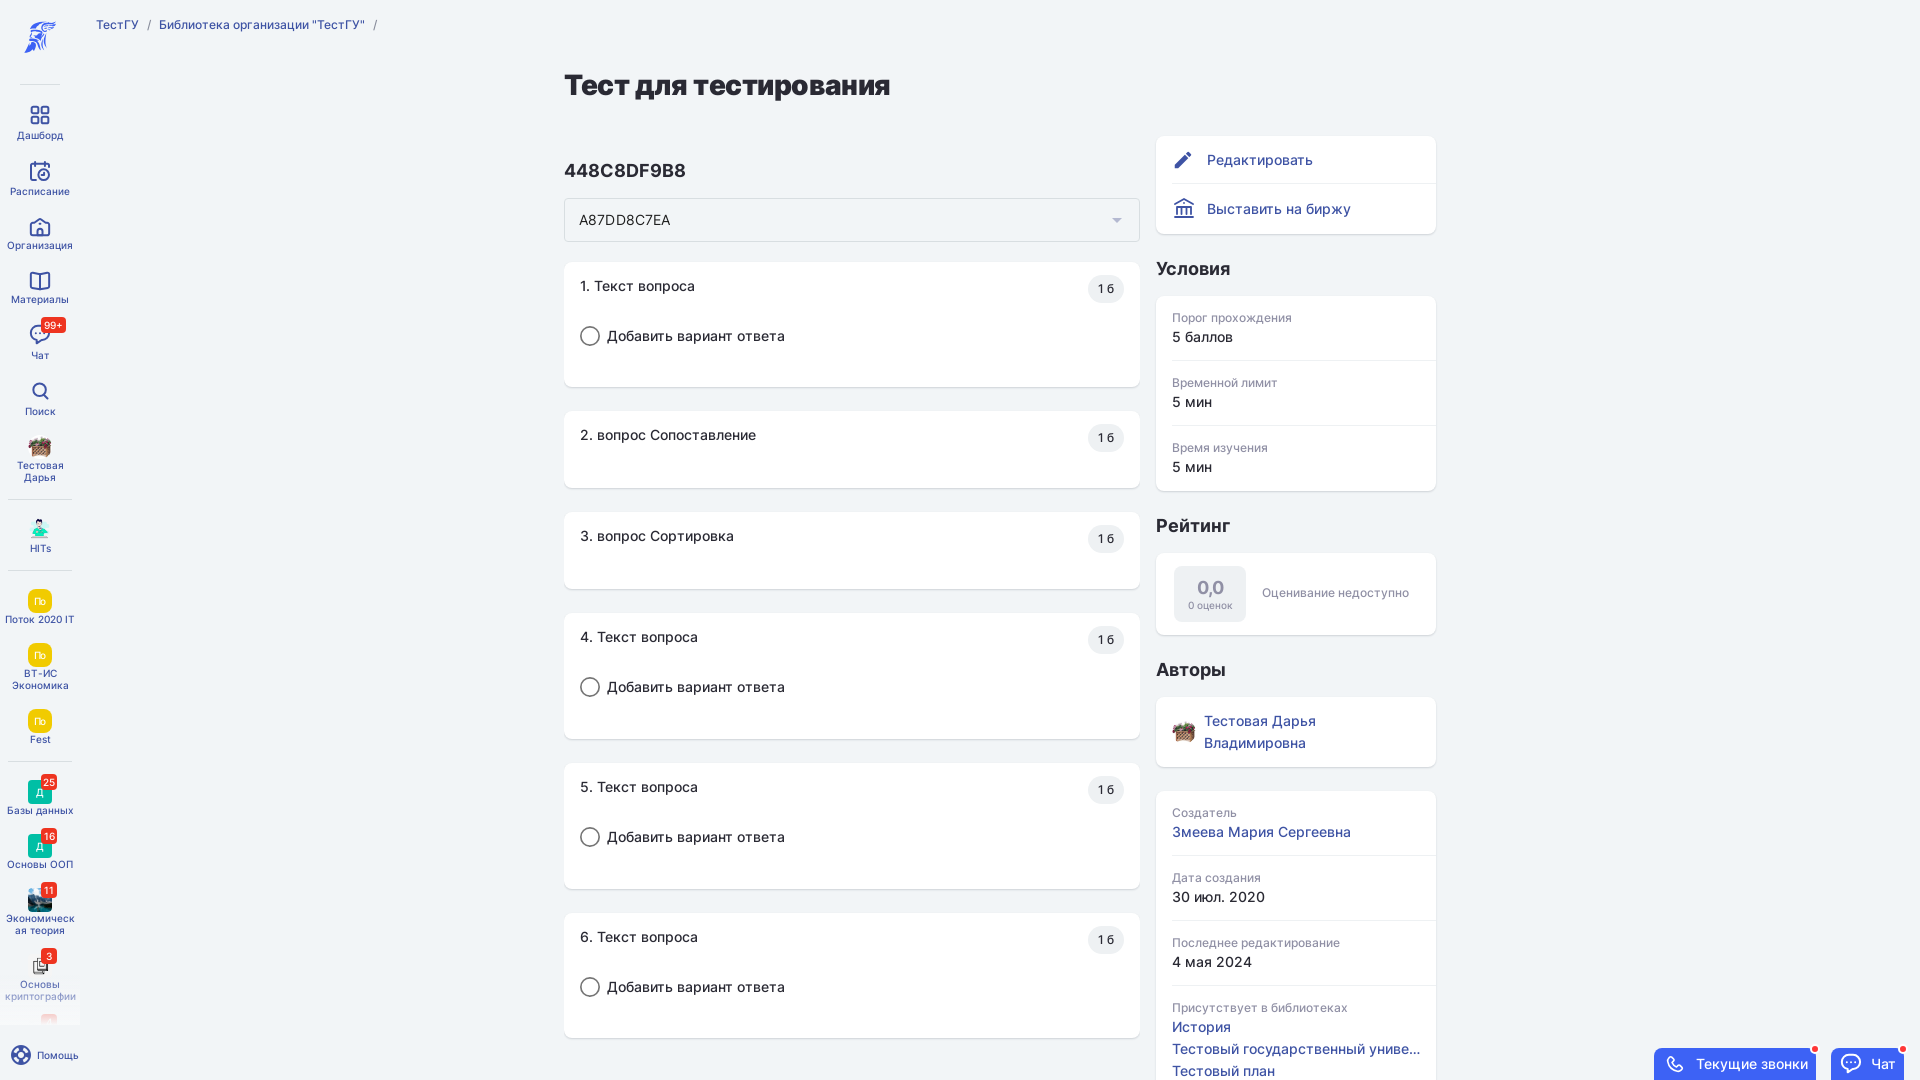 ТестГУ / Библиотека организации "ТестГУ" /
Дашборд
Расписание
Организация
Материалы
99+
Чат
Поиск
Тестовая
Дарья
HITs
По
Поток 2020 IT
По
ВТ-ИС
Экономика
По
Fest
25
Д
Базы данных
16
Д
Основы ООП
11
Экономическ
ая теория
3
Основы
криптографии
Помощь
Тест для тестирования
448C8DF9B8
A87DD8C7EA
1. Текст вопроса
1 б
Добавить вариант ответа
2. вопрос Сопоставление
1 б
3. вопрос Сортировка
1 б
4. Текст вопроса
1 б
Добавить вариант ответа
5. Текст вопроса
1 б
Добавить вариант ответа
6. Текст вопроса
1 б
Добавить вариант ответа
Редактировать
Выставить на биржу
Условия
Порог прохождения
5 баллов
Временной лимит
5 мин
Время изучения
5 мин
Рейтинг
0,0
0 оценок
Оценивание недоступно
Авторы
Тестовая Дарья
Владимировна
Создатель
Змеева Мария Сергеевна
Дата создания
30 июл. 2020
Последнее редактирование
4 мая 2024
Присутствует в библиотеках
История
Тестовый государственный униве...
Тестовый план
Текущие звонки
Чат